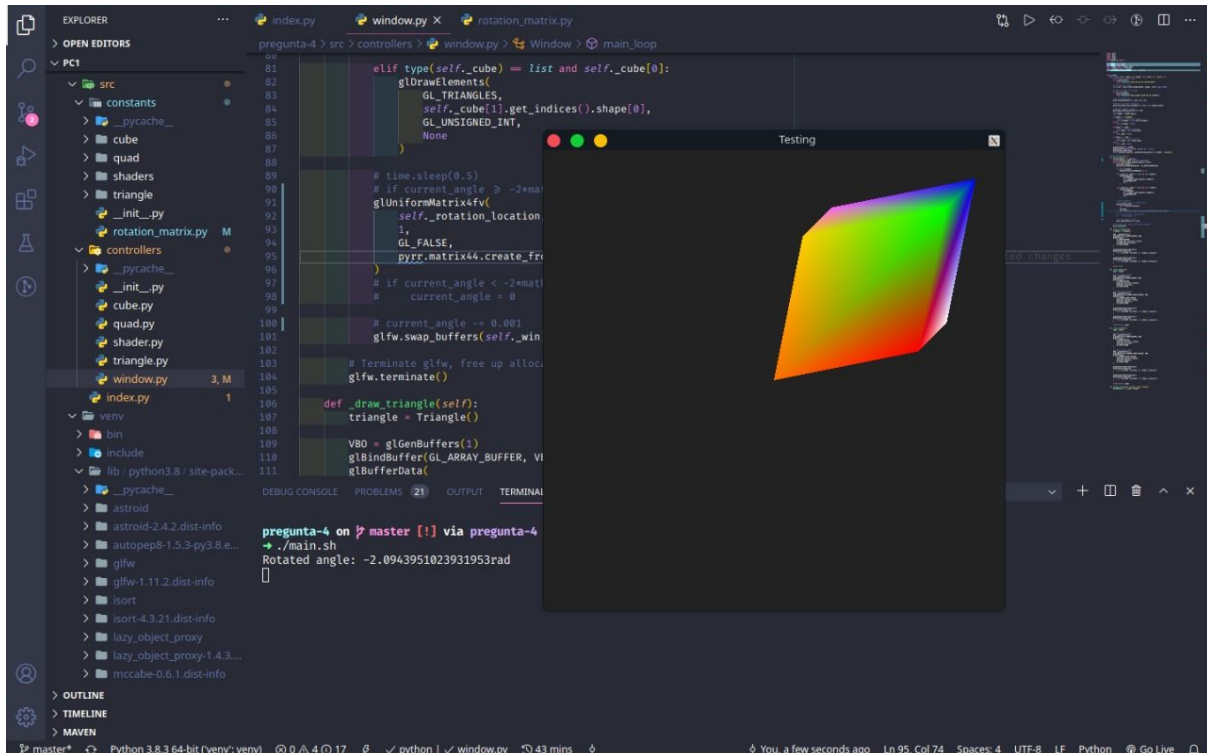 EXPLORER
OPEN EDITORS
PC1
src
constants
__pycache__
cube
quad
shaders
triangle
__init__.py
rotation_matrix.py M
controllers
__pycache__
__init__.py
cube.py
quad.py
shader.py
triangle.py
window.py 3, M
index.py 1
venv
bin
include
lib / python3.8 / site-pack...
__pycache__
astroid
astroid-2.4.2.dist-info
autopep8-1.5.3-py3.8.e...
glfw
glfw-1.11.2.dist-info
isort
isort-4.3.21.dist-info
lazy_object_proxy
lazy_object_proxy-1.4.3....
mccabe-0.6.1.dist-info
OUTLINE
TIMELINE
MAVEN
index.py window.py rotation_matrix.py
pregunta-4 > src > controllers > window.py > Window > main_loop
80
81 elif type(self._cube) == list and self._cube[0]:
82 glDrawElements(
83 GL_TRIANGLES,
84 self._cube[1].get_indices().shape[0],
85 GL_UNSIGNED_INT,
86 None
87 )
88
89 # time.sleep(0.5)
90 # if current_angle ≥ -2*mat
91 glUniformMatrix4fv(
92 self._rotation_location
93 1,
94 GL_FALSE,
95 pyrr.matrix44.create_fro ted changes
96 )
97 # if current_angle < -2*mat
98 # current_angle = 0
99
100 # current_angle -= 0.001
101 glfw.swap_buffers(self._win
102
103 # Terminate glfw, free up alloc
104 glfw.terminate()
105
106 def _draw_triangle(self):
107 triangle = Triangle()
108
109 VBO = glGenBuffers(1)
110 glBindBuffer(GL_ARRAY_BUFFER, VB
111 glBufferData(
Testing
DEBUG CONSOLE PROBLEMS 21 OUTPUT TERMINAL
pregunta-4 on master [!] via pregunta-4
→ ./main.sh
Rotated angle: -2.0943951023931953rad
master* Python 3.8.3 64-bit ('venv': venv) 0 4 17 python | window.py 43 mins You, a few seconds ago Ln 95, Col 74 Spaces: 4 UTF-8 LF Python Go Live